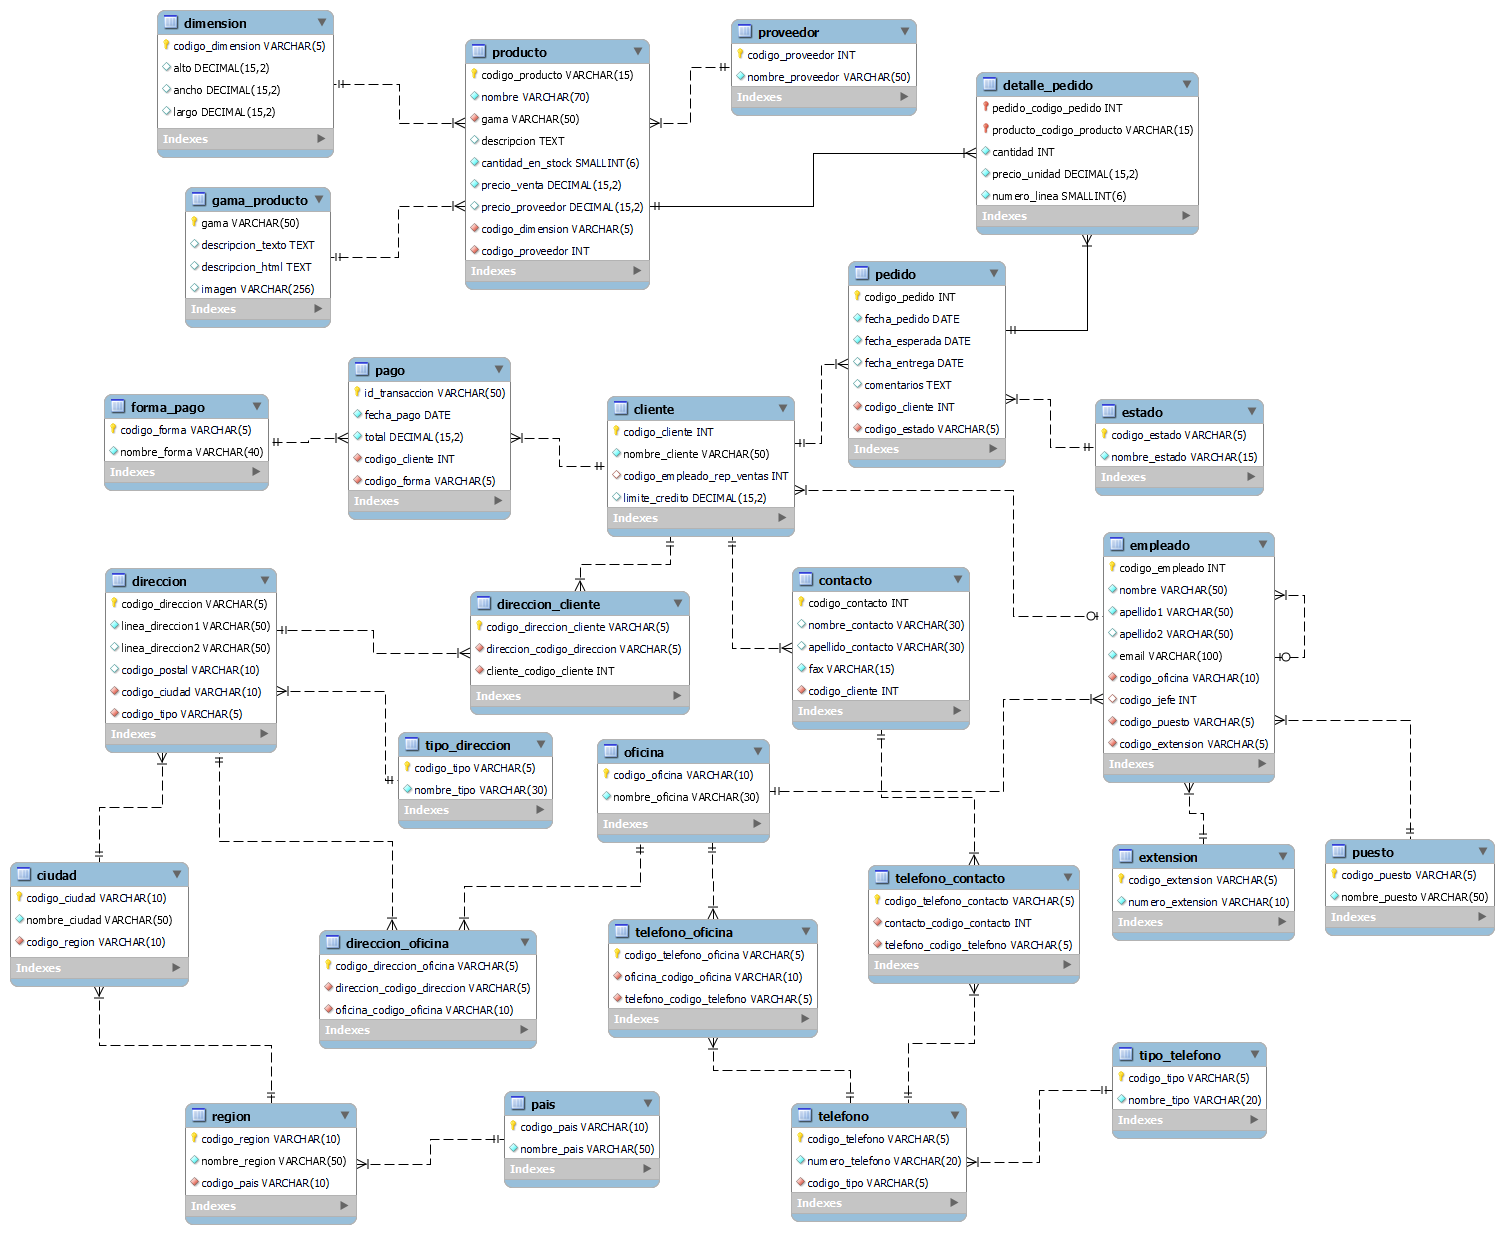 dimension
codigo_dimension VARCHAR(5)
alto DECIMAL(15,2)
ancho DECIMAL(15,2)
largo DECIMAL(15,2)
Indexes
producto
codigo_producto VARCHAR(15)
nombre VARCHAR(70)
gama VARCHAR(50)
descripcion TEXT
cantidad_en_stock SMALLINT(6)
precio_venta DECIMAL(15,2)
precio_proveedor DECIMAL(15,2)
codigo_dimension VARCHAR(5)
codigo_proveedor INT
Indexes
proveedor
codigo_proveedor INT
nombre_proveedor VARCHAR(50)
Indexes
detalle_pedido
pedido_codigo_pedido INT
producto_codigo_producto VARCHAR(15)
cantidad INT
precio_unidad DECIMAL(15,2)
numero_linea SMALLINT(6)
Indexes
gama_producto
gama VARCHAR(50)
descripcion_texto TEXT
descripcion_html TEXT
imagen VARCHAR(256)
Indexes
pedido
codigo_pedido INT
fecha_pedido DATE
fecha_esperada DATE
fecha_entrega DATE
comentarios TEXT
codigo_cliente INT
codigo_estado VARCHAR(5)
Indexes
pago
id_transaccion VARCHAR(50)
fecha_pago DATE
total DECIMAL(15,2)
codigo_cliente INT
codigo_forma VARCHAR(5)
Indexes
forma_pago
codigo_forma VARCHAR(5)
nombre_forma VARCHAR(40)
Indexes
cliente
codigo_cliente INT
nombre_cliente VARCHAR(50)
codigo_empleado_rep_ventas INT
limite_credito DECIMAL(15,2)
Indexes
estado
codigo_estado VARCHAR(5)
nombre_estado VARCHAR(15)
Indexes
empleado
codigo_empleado INT
nombre VARCHAR(50)
apellido1 VARCHAR(50)
apellido2 VARCHAR(50)
email VARCHAR(100)
codigo_oficina VARCHAR(10)
codigo_jefe INT
codigo_puesto VARCHAR(5)
codigo_extension VARCHAR(5)
Indexes
direccion
codigo_direccion VARCHAR(5)
linea_direccion1 VARCHAR(50)
linea_direccion2 VARCHAR(50)
codigo_postal VARCHAR(10)
codigo_ciudad VARCHAR(10)
codigo_tipo VARCHAR(5)
Indexes
direccion_cliente
codigo_direccion_cliente VARCHAR(5)
direccion_codigo_direccion VARCHAR(5)
cliente_codigo_cliente INT
Indexes
contacto
codigo_contacto INT
nombre_contacto VARCHAR(30)
apellido_contacto VARCHAR(30)
fax VARCHAR(15)
codigo_cliente INT
Indexes
tipo_direccion
codigo_tipo VARCHAR(5)
nombre_tipo VARCHAR(30)
Indexes
oficina
codigo_oficina VARCHAR(10)
nombre_oficina VARCHAR(30)
Indexes
extension
codigo_extension VARCHAR(5)
numero_extension VARCHAR(10)
Indexes
puesto
codigo_puesto VARCHAR(5)
nombre_puesto VARCHAR(50)
Indexes
ciudad
codigo_ciudad VARCHAR(10)
nombre_ciudad VARCHAR(50)
codigo_region VARCHAR(10)
Indexes
direccion_oficina
codigo_direccion_oficina VARCHAR(5)
direccion_codigo_direccion VARCHAR(5)
oficina_codigo_oficina VARCHAR(10)
Indexes
telefono_oficina
codigo_telefono_oficina VARCHAR(5)
oficina_codigo_oficina VARCHAR(10)
telefono_codigo_telefono VARCHAR(5)
Indexes
telefono_contacto
codigo_telefono_contacto VARCHAR(5)
contacto_codigo_contacto INT
telefono_codigo_telefono VARCHAR(5)
Indexes
region
codigo_region VARCHAR(10)
nombre_region VARCHAR(50)
codigo_pais VARCHAR(10)
Indexes
pais
codigo_pais VARCHAR(10)
nombre_pais VARCHAR(50)
Indexes
telefono
codigo_telefono VARCHAR(5)
numero_telefono VARCHAR(20)
codigo_tipo VARCHAR(5)
Indexes
tipo_telefono
codigo_tipo VARCHAR(5)
nombre_tipo VARCHAR(20)
Indexes